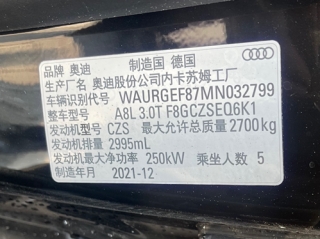 品牌 奥迪 制造国 德国
生产厂名 奥迪股份公司内卡苏姆工厂
车辆识别代号 WAURGEF87MN032799
整车型号 A8L 3.0T F8GCZSEQ6K1
发动机型号 CZS 最大允许总质量 2700kg
发动机排量 2995mL
发动机最大净功率 250kW 乘坐人数 5
制造年月 2021-12